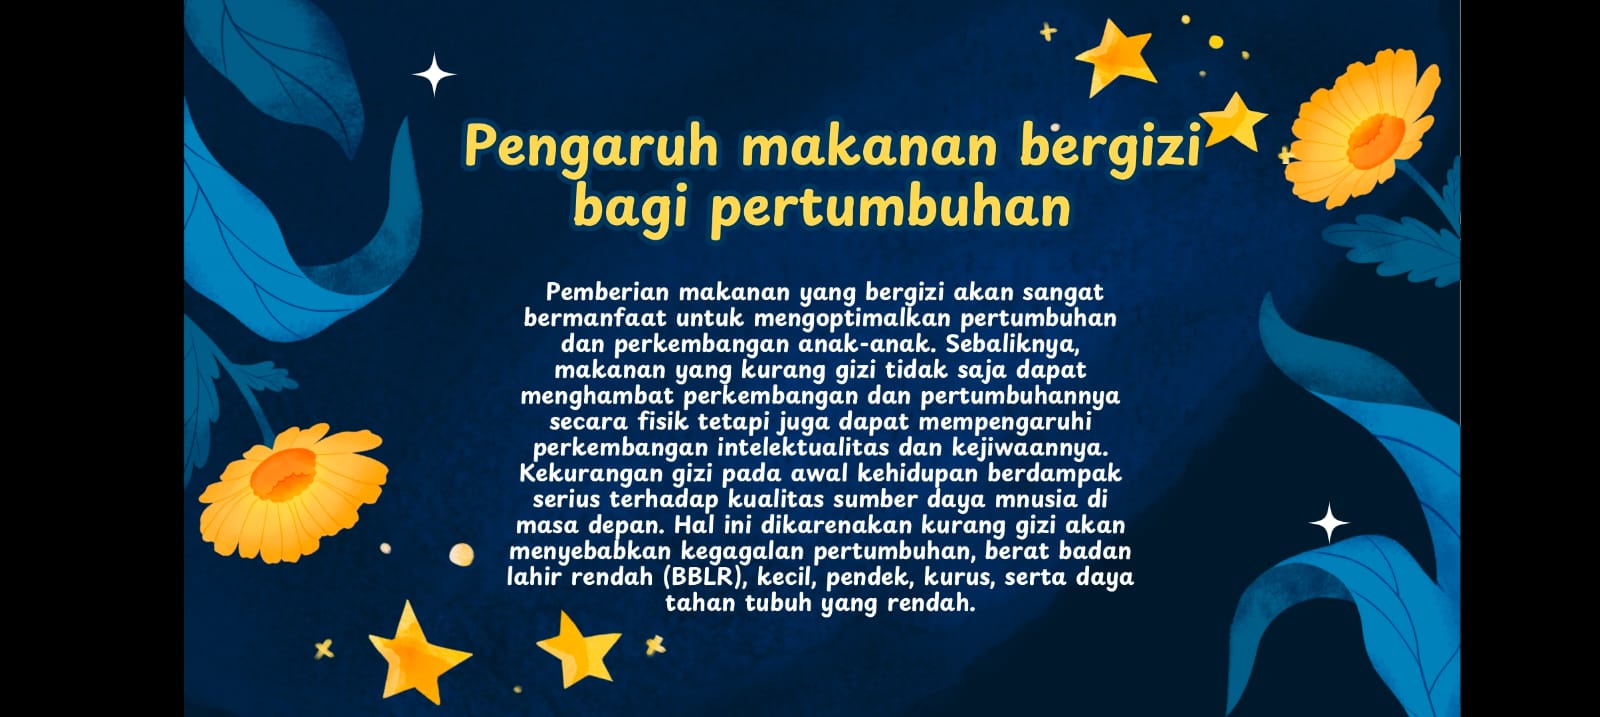 Pengaruh makanan bergizi
bagi pertumbuhan
Pemberian makanan yang bergizi akan sangat
bermanfaat untuk mengoptimalkan pertumbuhan
dan perkembangan anak-anak. Sebaliknya,
makanan yang kurang gizi tidak saja dapat
menghambat perkembangan dan pertumbuhannya
secara fisik tetapi juga dapat mempengaruhi
perkembangan intelektualitas dan kejiwaannya.
Kekurangan gizi pada awal kehidupan berdampak
serius terhadap kualitas sumber daya mnusia di
masa depan. Hal ini dikarenakan kurang gizi akan
menyebabkan kegagalan pertumbuhan, berat badan
lahir rendah (BBLR), kecil, pendek, kurus, serta daya
tahan tubuh yang rendah.